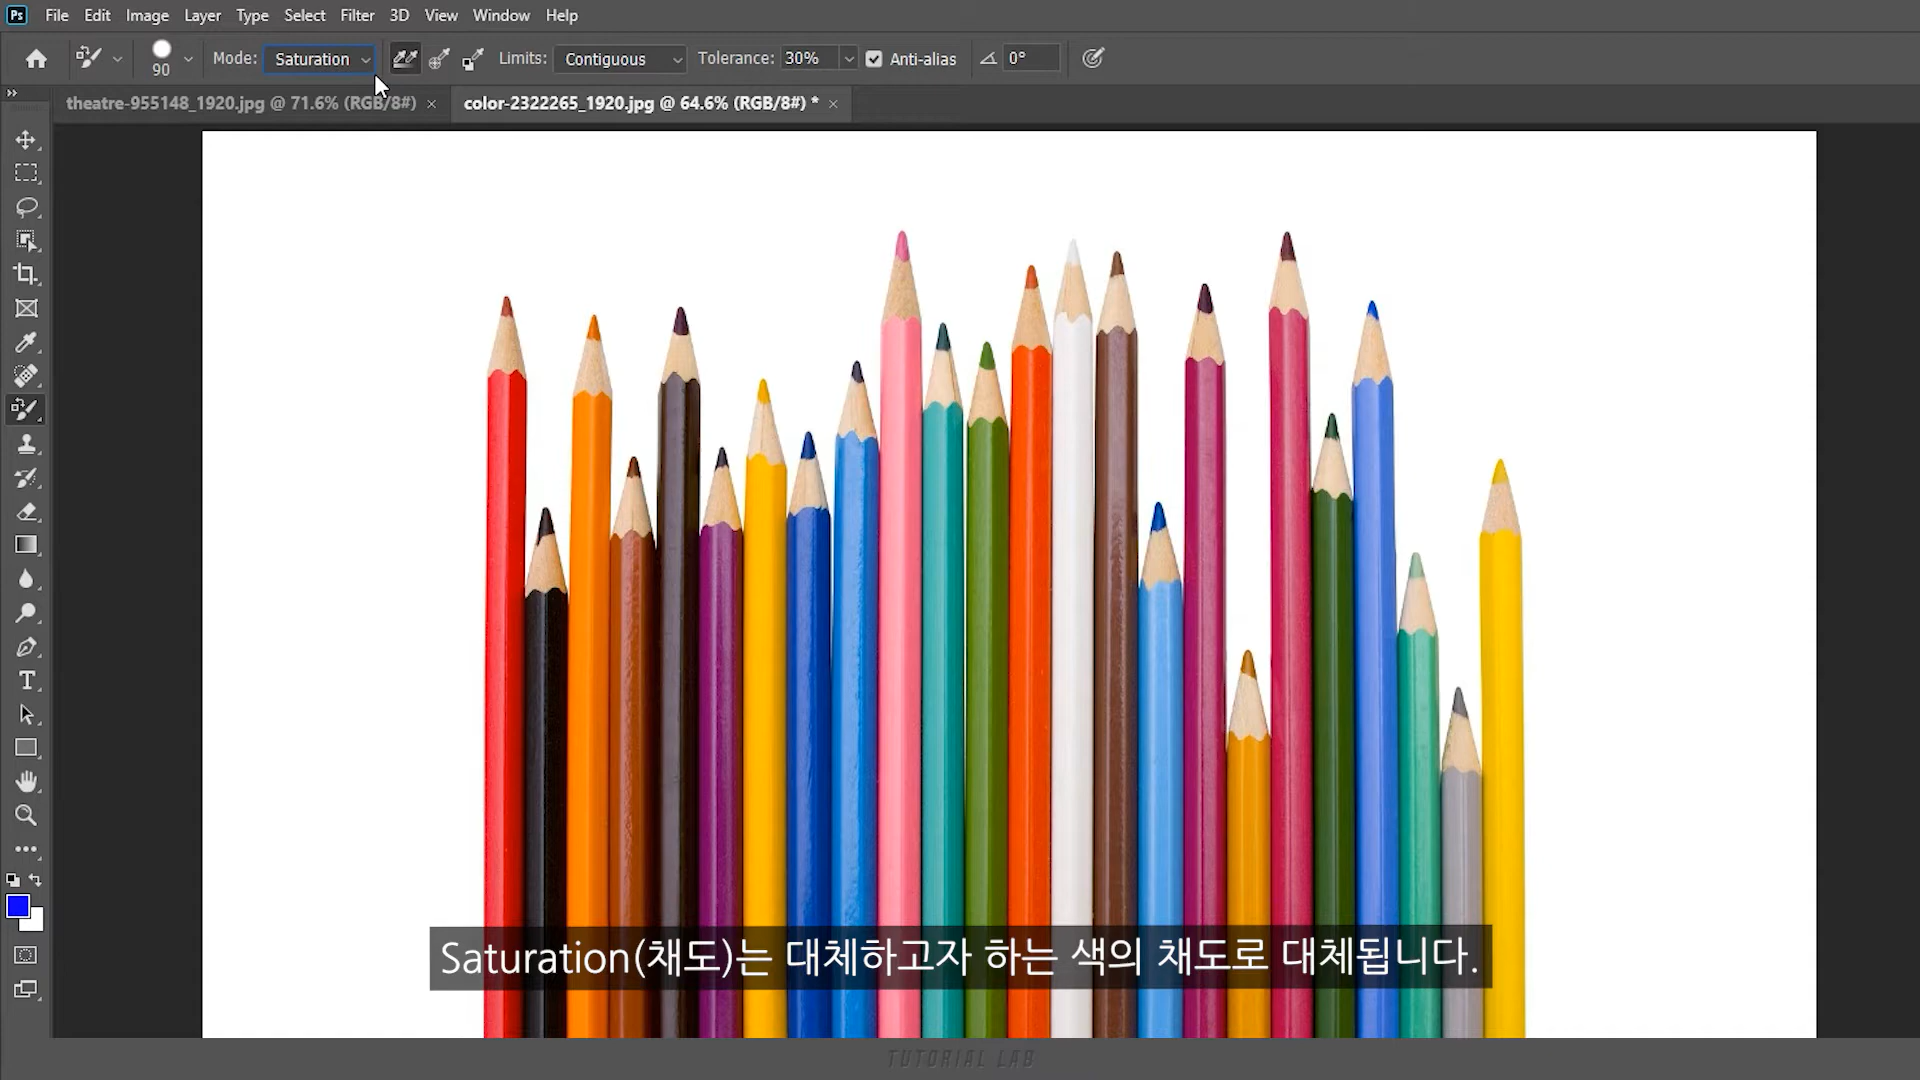 Ps File Edit Image Layer Type Select Filter 3D View Window Help
90 Mode: Saturation Limits: Contiguous Tolerance: 30% Anti-alias 0°
theatre-955148_1920.jpg @ 71.6% (RGB/8#) × color-2322265_1920.jpg @ 64.6% (RGB/8#) * ×
T
Saturation(채도)는 대체하고자 하는 색의 채도로 대체됩니다.
TUTORIAL LAB